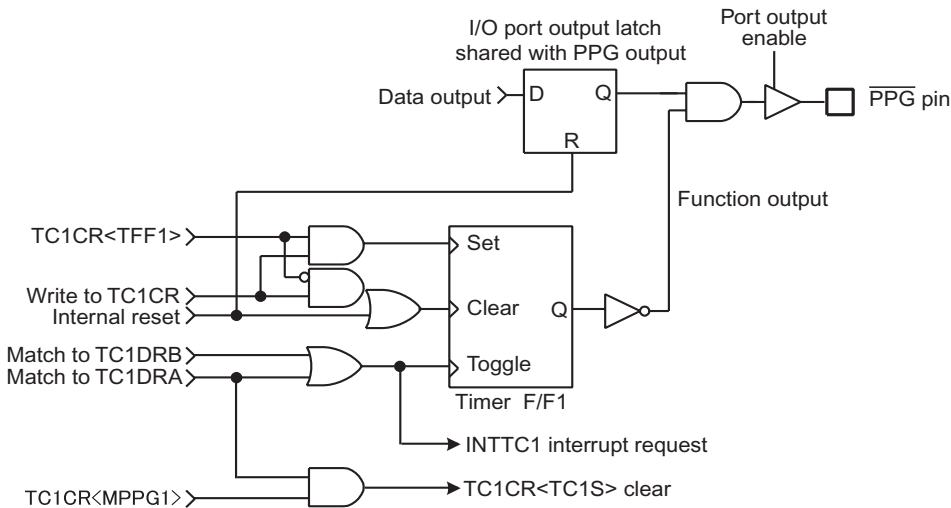 I/O port output latch
shared with PPG output
Port output
enable
Data output
D
Q
R
PPG pin
Function output
TC1CR<TFF1>
Write to TC1CR
Internal reset
Match to TC1DRB
Match to TC1DRA
Set
Clear
Q
Toggle
Timer F/F1
INTTC1 interrupt request
TC1CR<TC1S> clear
TC1CR<MPPG1>